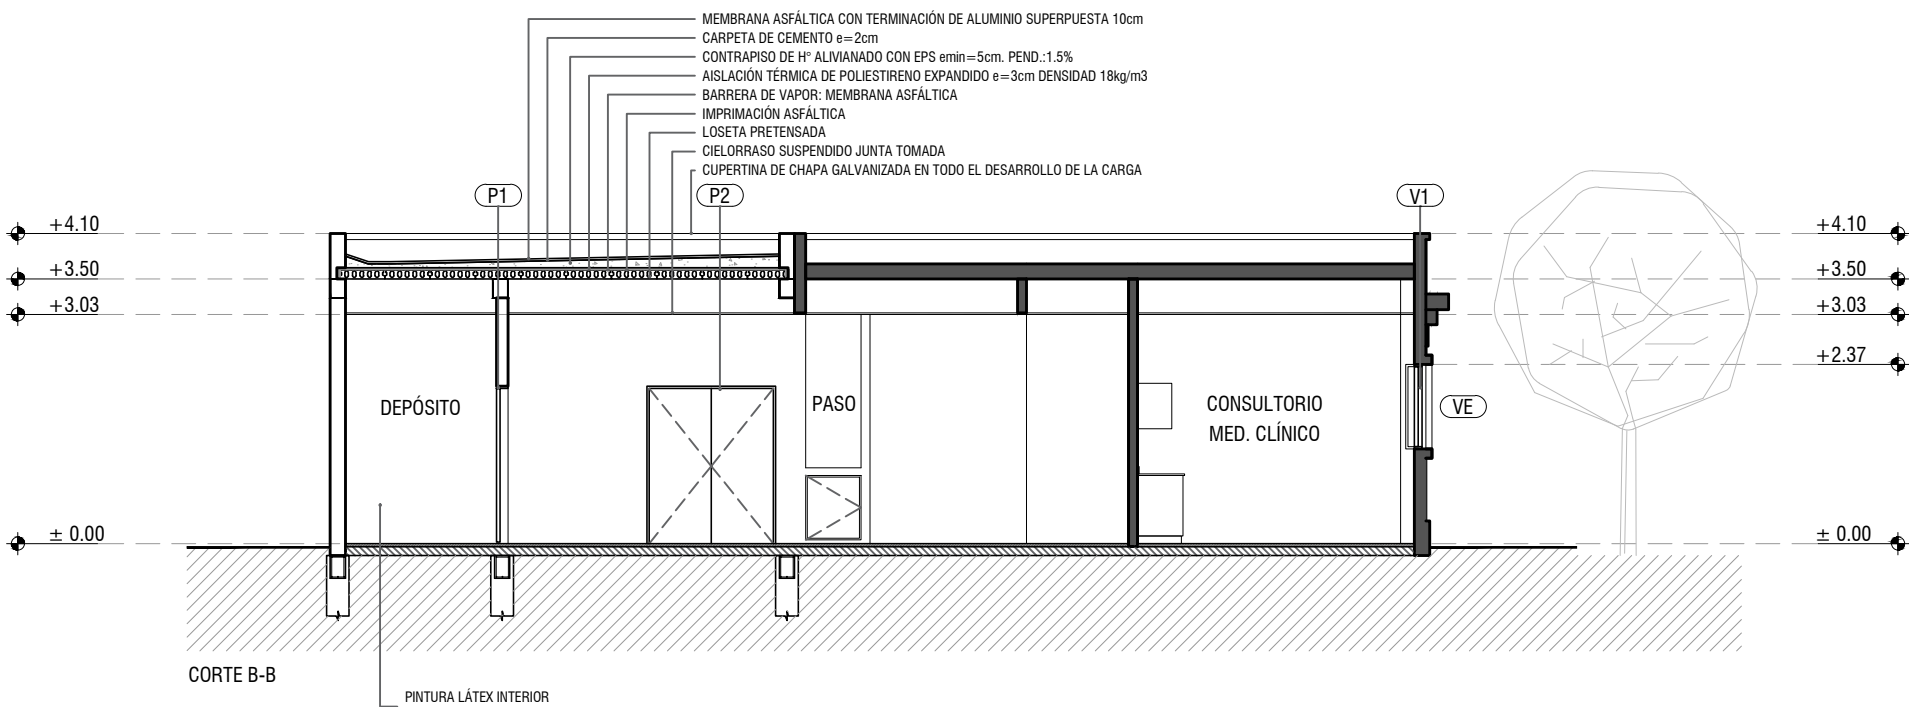 MEMBRANA ASFÁLTICA CON TERMINACIÓN DE ALUMINIO SUPERPUESTA 10cm
CARPETA DE CEMENTO e=2cm
CONTRAPISO DE H° ALIVIANADO CON EPS emin=5cm. PEND.:1.5%
AISLACIÓN TÉRMICA DE POLIESTIRENO EXPANDIDO e=3cm DENSIDAD 18kg/m3
BARRERA DE VAPOR: MEMBRANA ASFÁLTICA
IMPRIMACIÓN ASFÁLTICA
LOSETA PRETENSADA
CIELORRASO SUSPENDIDO JUNTA TOMADA
CUPERTINA DE CHAPA GALVANIZADA EN TODO EL DESARROLLO DE LA CARGA
P1
P2
V1
+4.10
+4.10
+3.50
+3.50
+3.03
+3.03
+2.37
DEPÓSITO
PASO
CONSULTORIO
MED. CLÍNICO
VE
± 0.00
± 0.00
CORTE B-B
PINTURA LÁTEX INTERIOR